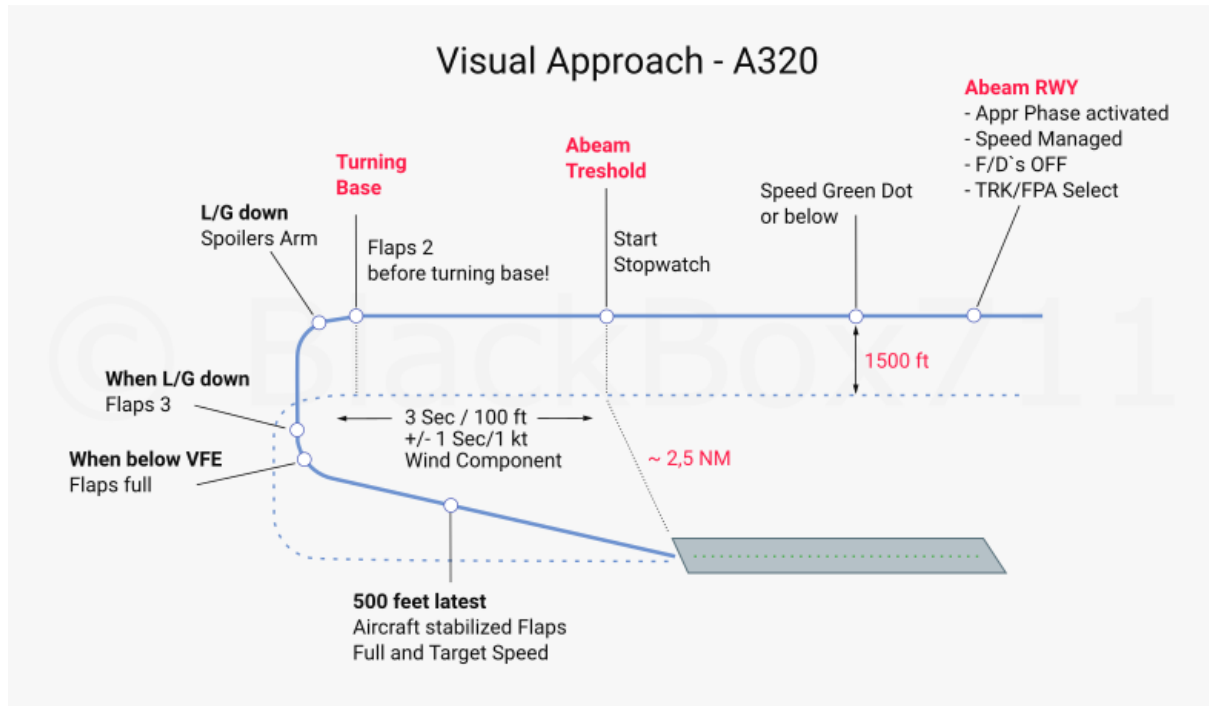 Visual Approach - A320
Abeam RWY
- Appr Phase activated
- Speed Managed
- F/D`s OFF
- TRK/FPA Select
Abeam
Treshold
Turning
Base
Speed Green Dot
or below
L/G down
Spoilers Arm
Flaps 2
before turning base!
Start
Stopwatch
© BlackBox711
1500 ft
When L/G down
Flaps 3
3 Sec / 100 ft
+/- 1 Sec/1 kt
Wind Component
~ 2,5 NM
When below VFE
Flaps full
500 feet latest
Aircraft stabilized Flaps
Full and Target Speed